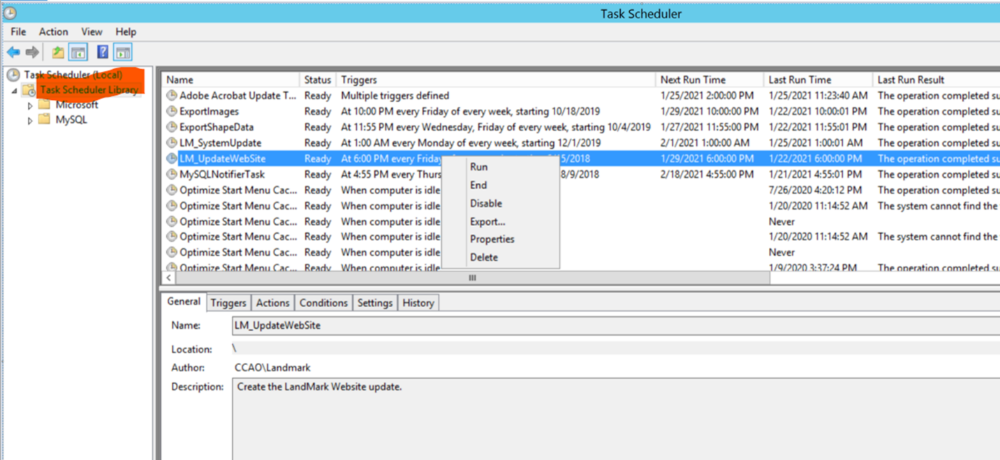 Task Scheduler
File Action View Help
Task Scheduler (Local)
Task Scheduler Library
Microsoft
MySQL
Name Status Triggers Next Run Time Last Run Time Last Run Result
Adobe Acrobat Update T... Ready Multiple triggers defined 1/25/2021 2:00:00 PM 1/25/2021 11:23:40 AM The operation completed su
ExportImages Ready At 10:00 PM every Friday of every week, starting 10/18/2019 1/29/2021 10:00:00 PM 1/22/2021 10:00:01 PM The operation completed su
ExportShapeData Ready At 11:55 PM every Wednesday, Friday of every week, starting 10/4/2019 1/27/2021 11:55:00 PM 1/22/2021 11:55:01 PM The operation completed su
LM_SystemUpdate Ready At 1:00 AM every Monday of every week, starting 12/1/2019 2/1/2021 1:00:00 AM 1/25/2021 1:00:01 AM The operation completed su
LM_UpdateWebSite Ready At 6:00 PM every Friday 5/2018 1/29/2021 6:00:00 PM 1/22/2021 6:00:00 PM The operation completed su
MySQLNotifierTask Ready At 4:55 PM every Thurs 8/9/2018 2/18/2021 4:55:00 PM 1/21/2021 4:55:01 PM The operation completed su
Optimize Start Menu Cac... Ready When computer is idle 7/26/2020 4:20:12 PM The operation completed su
Optimize Start Menu Cac... Ready When computer is idle 1/20/2020 11:14:52 AM The system cannot find the
Optimize Start Menu Cac... Ready When computer is idle Never
Optimize Start Menu Cac... Ready When computer is idle 1/20/2020 11:14:52 AM The system cannot find the
Optimize Start Menu Cac... Ready When computer is idle Never
Optimize Start Menu Cac... Ready When computer is idle 1/9/2020 3:37:24 PM The operation completed su
Run
End
Disable
Export...
Properties
Delete
General Triggers Actions Conditions Settings History
Name: LM_UpdateWebSite
Location: \
Author: CCAO\Landmark
Description: Create the LandMark Website update.